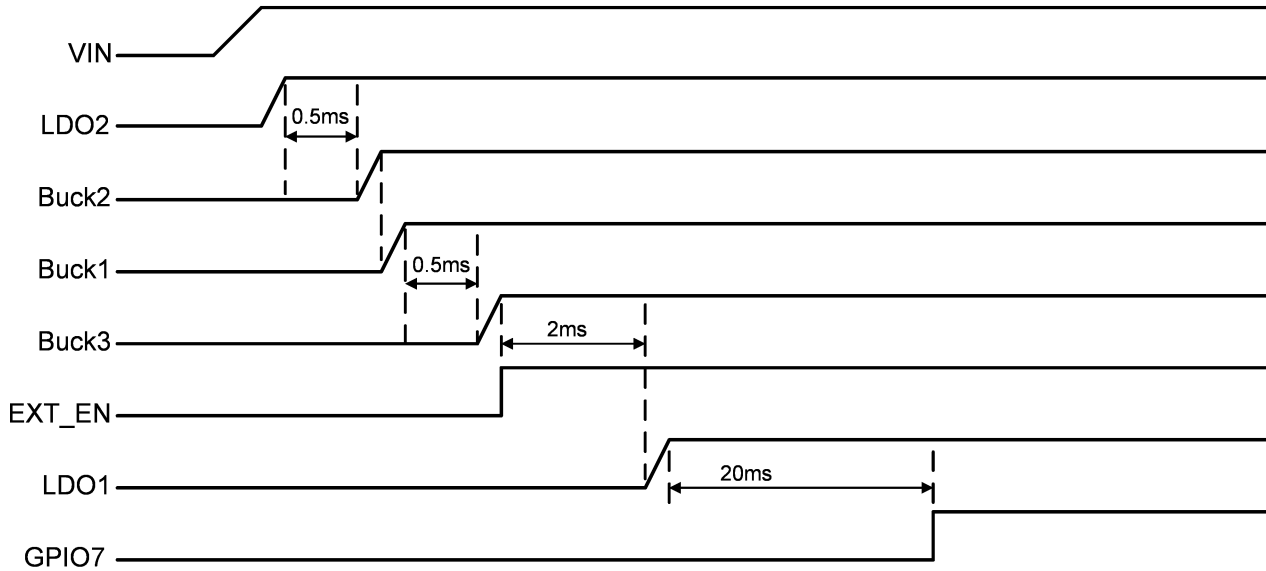 VIN
LDO2
0.5ms
Buck2
Buck1
0.5ms
Buck3
2ms
EXT_EN
LDO1
20ms
GPIO7